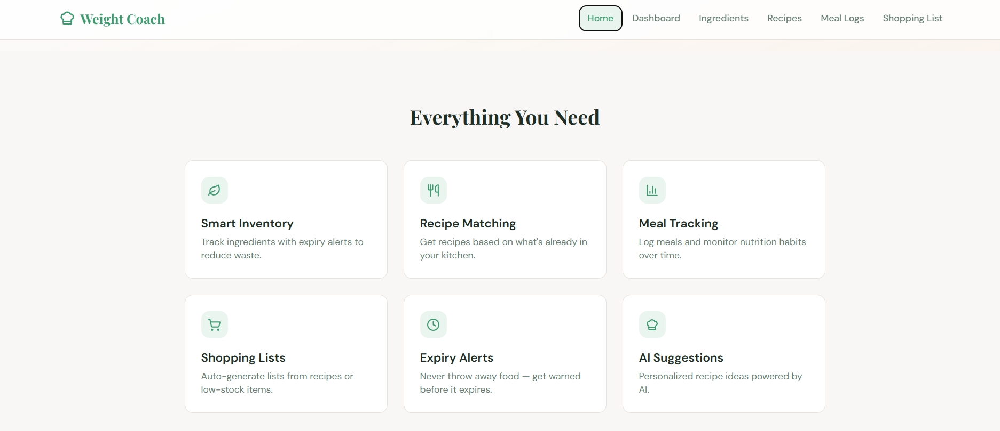 Weight Coach
Home
Dashboard
Ingredients
Recipes
Meal Logs
Shopping List
Everything You Need
Smart Inventory
Track ingredients with expiry alerts to
reduce waste.
Recipe Matching
Get recipes based on what's already in
your kitchen.
Meal Tracking
Log meals and monitor nutrition habits
over time.
Shopping Lists
Auto-generate lists from recipes or
low-stock items.
Expiry Alerts
Never throw away food — get warned
before it expires.
AI Suggestions
Personalized recipe ideas powered by
AI.